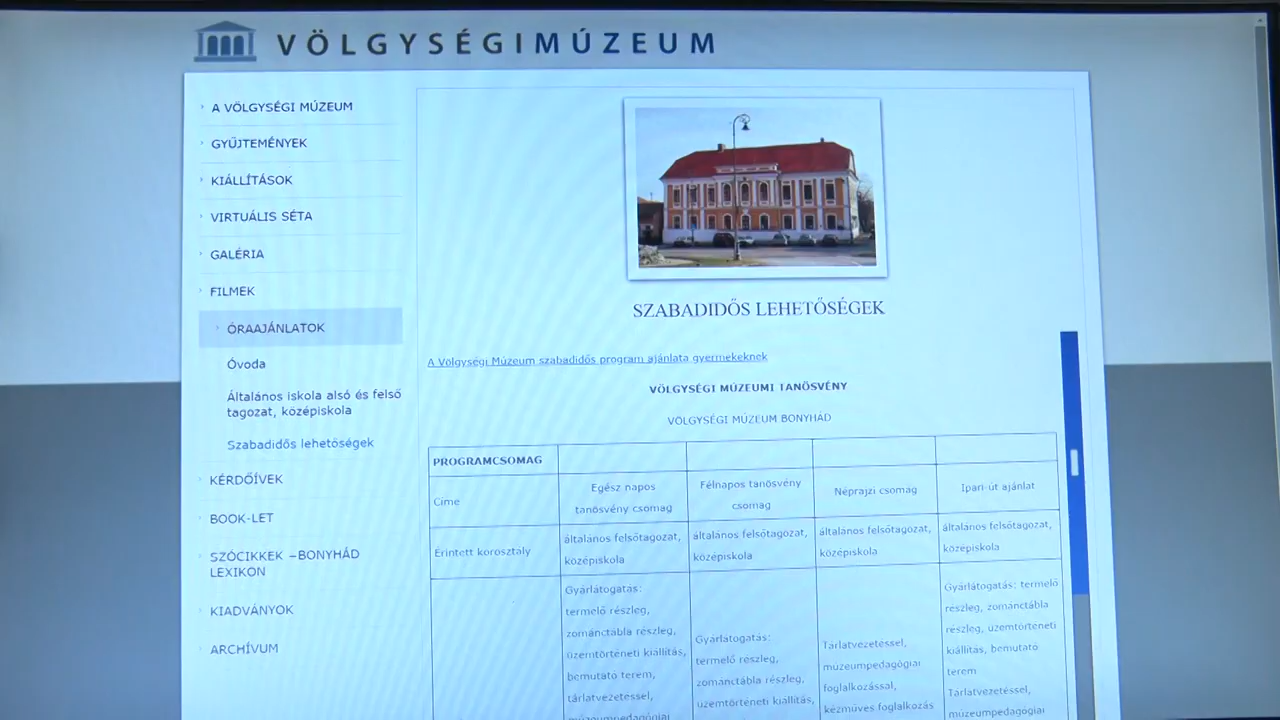 VÖLGYSÉGIMÚZEUM
A VÖLGYSÉGI MÚZEUM
GYŰJTEMÉNYEK
KIÁLLÍTÁSOK
VIRTUÁLIS SÉTA
GALÉRIA
FILMEK
ÓRAAJÁNLATOK
Óvoda
Általános iskola alsó és felső
tagozat, középiskola
Szabadidős lehetőségek
KÉRDŐÍVEK
BOOK-LET
SZÓCIKKEK –BONYHÁD
LEXIKON
KIADVÁNYOK
ARCHÍVUM
SZABADIDŐS LEHETŐSÉGEK
A Völgységi Múzeum szabadidős program ajánlata gyermekeknek
VÖLGYSÉGI MÚZEUMI TANÖSVÉNY
VÖLGYSÉGI MÚZEUM BONYHÁD
PROGRAMCSOMAG
Címe
Egész napos
tanösvény csomag
Félnapos tanösvény
csomag
Néprajzi csomag
Ipari-út ajánlat
Érintett korosztály
általános felsőtagozat,
középiskola
általános felsőtagozat,
középiskola
általános felsőtagozat,
középiskola
általános felsőtagozat,
középiskola
Gyárlátogatás:
termelő részleg,
zománctábla részleg,
üzemtörténeti kiállítás,
bemutató terem,
tárlatvezetéssel,
múzeumpedagógiai
Gyárlátogatás:
termelő részleg,
zománctábla részleg,
üzemtörténeti kiállítás,
Tárlatvezetéssel,
múzeumpedagógiai
foglalkozással,
kézműves foglalkozás
Gyárlátogatás: termelő
részleg, zománctábla
részleg, üzemtörténeti
kiállítás, bemutató
terem
Tárlatvezetéssel,
múzeumpedagógiai